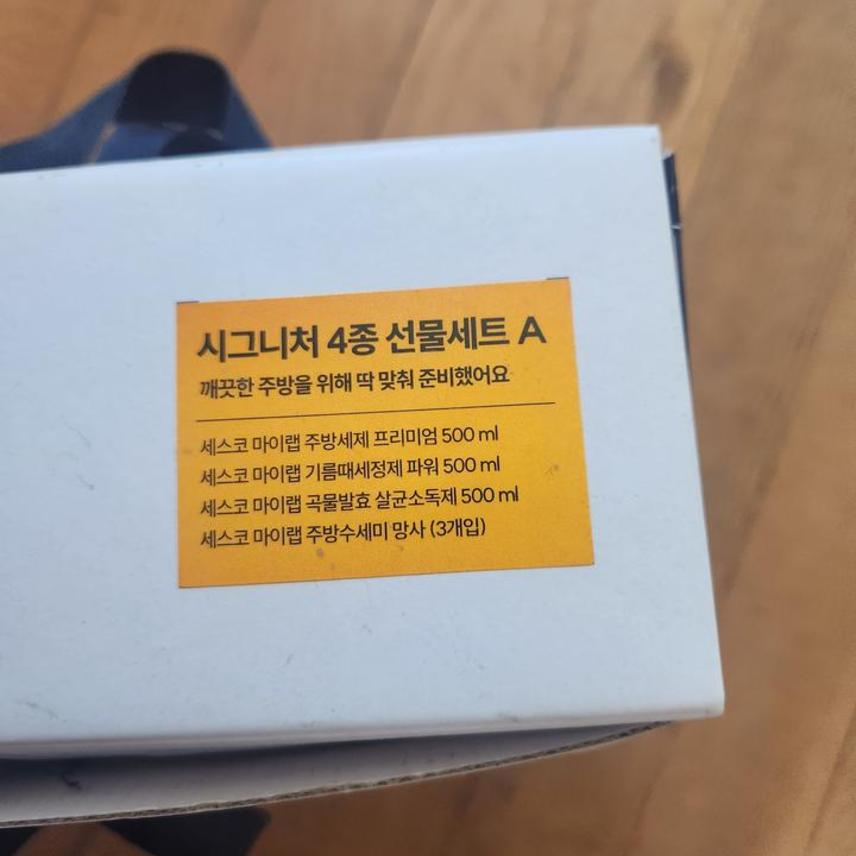 시그니처 4종 선물세트 A
깨끗한 주방을 위해 딱 맞춰 준비했어요
세스코 마이랩 주방세제 프리미엄 500 ml
세스코 마이랩 기름때세정제 파워 500 ml
세스코 마이랩 곡물발효 살균소독제 500 ml
세스코 마이랩 주방수세미 망사 (3개입)